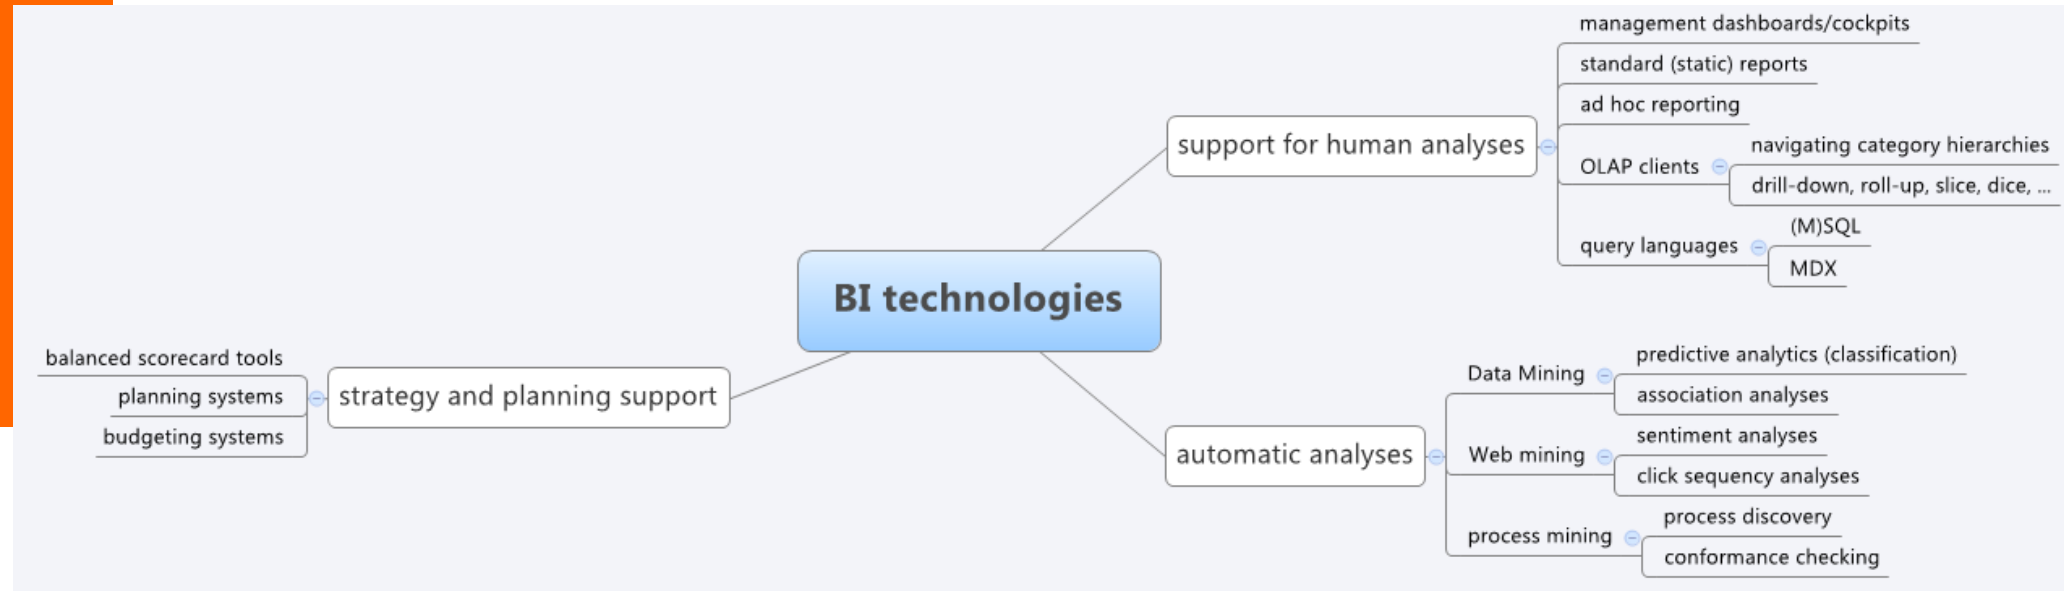 management dashboards/cockpits
standard (static) reports
ad hoc reporting
support for human analyses
OLAP clients
navigating category hierarchies
drill-down, roll-up, slice, dice, ...
query languages
(M)SQL
MDX
BI technologies
strategy and planning support
balanced scorecard tools
planning systems
budgeting systems
automatic analyses
Data Mining
predictive analytics (classification)
association analyses
Web mining
sentiment analyses
click sequency analyses
process mining
process discovery
conformance checking